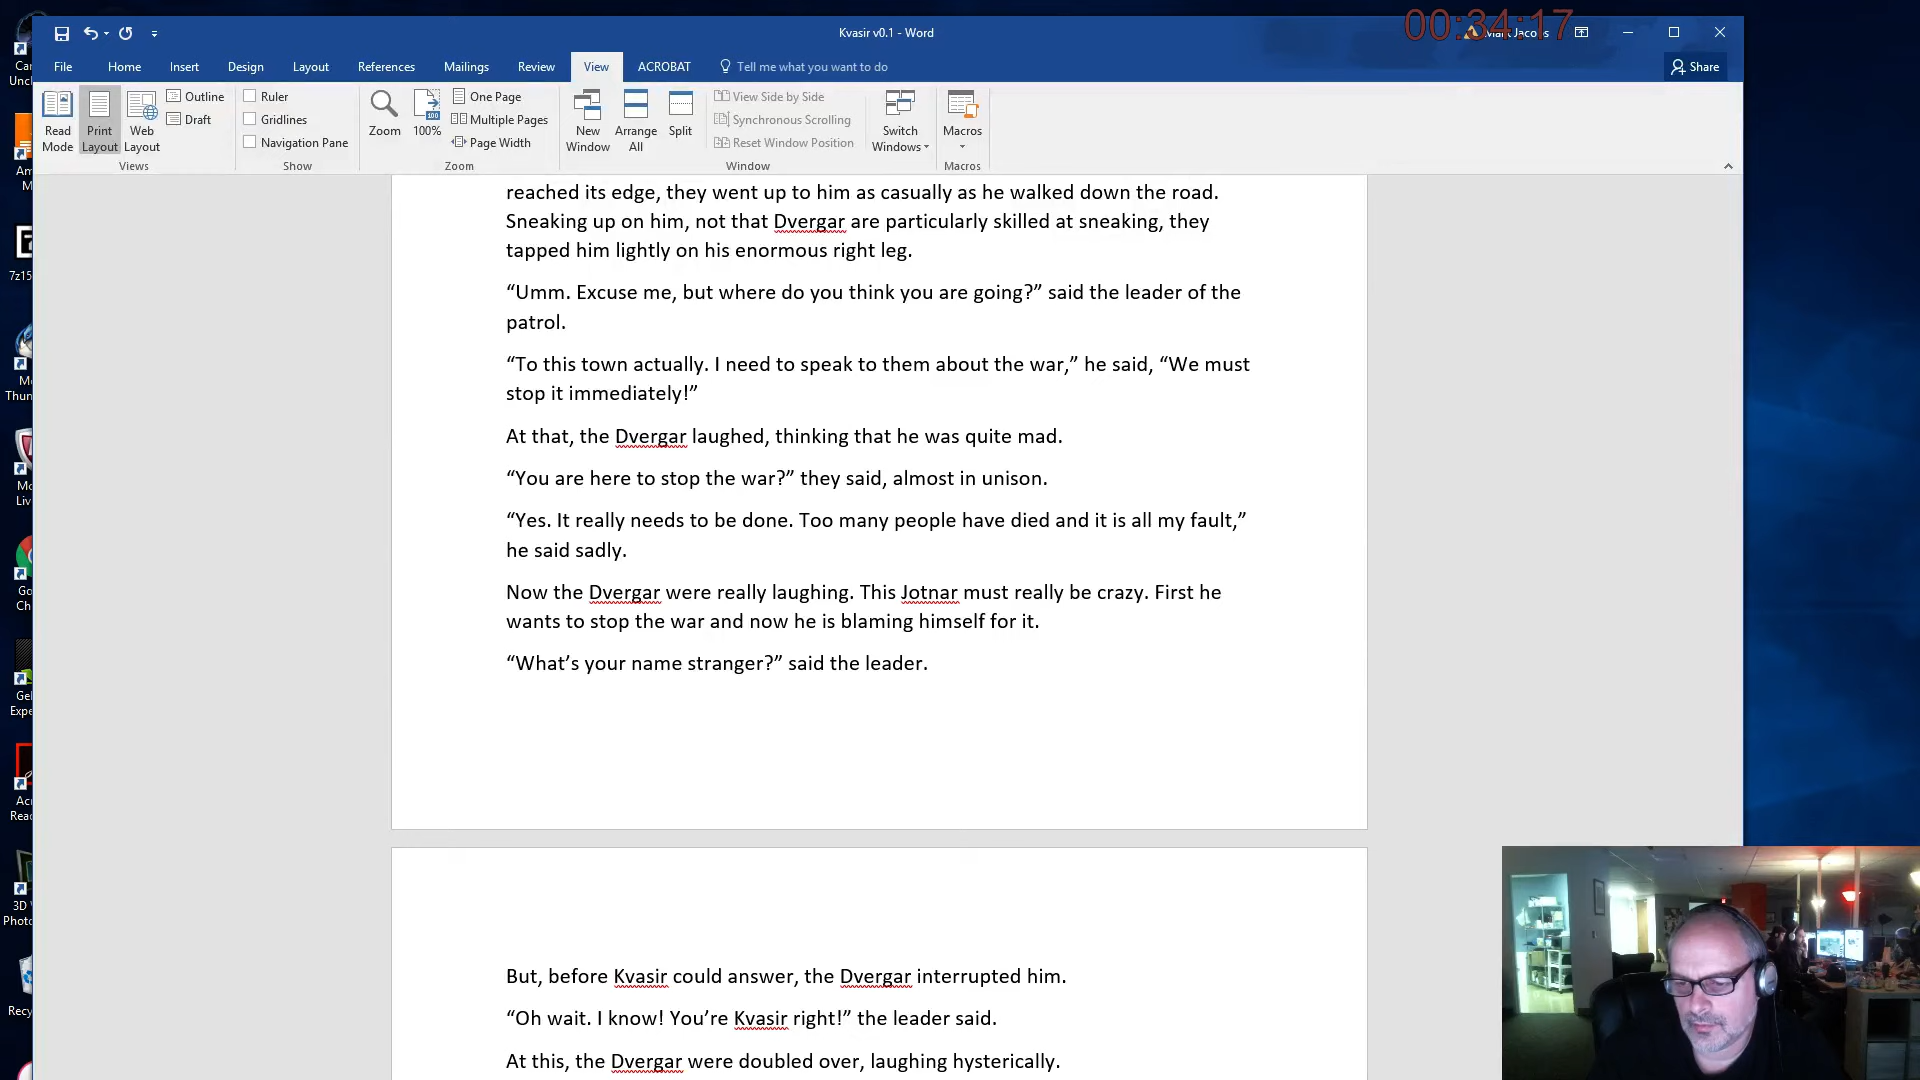 00:34:17
Kvasir v0.1 - Word
File Home Insert Design Layout References Mailings Review View ACROBAT Tell me what you want to do Share
Read Mode
Print Layout
Web Layout
Outline
Draft
Views
Ruler
Gridlines
Navigation Pane
Show
Zoom
100%
One Page
Multiple Pages
Page Width
Zoom
New Window
Arrange All
Split
View Side by Side
Synchronous Scrolling
Reset Window Position
Window
Switch Windows
Macros
Macros
reached its edge, they went up to him as casually as he walked down the road.
Sneaking up on him, not that Dvergar are particularly skilled at sneaking, they
tapped him lightly on his enormous right leg.
“Umm. Excuse me, but where do you think you are going?” said the leader of the
patrol.
“To this town actually. I need to speak to them about the war,” he said, “We must
stop it immediately!”
At that, the Dvergar laughed, thinking that he was quite mad.
“You are here to stop the war?” they said, almost in unison.
“Yes. It really needs to be done. Too many people have died and it is all my fault,”
he said sadly.
Now the Dvergar were really laughing. This Jotnar must really be crazy. First he
wants to stop the war and now he is blaming himself for it.
“What’s your name stranger?” said the leader.
But, before Kvasir could answer, the Dvergar interrupted him.
“Oh wait. I know! You’re Kvasir right!” the leader said.
At this, the Dvergar were doubled over, laughing hysterically.